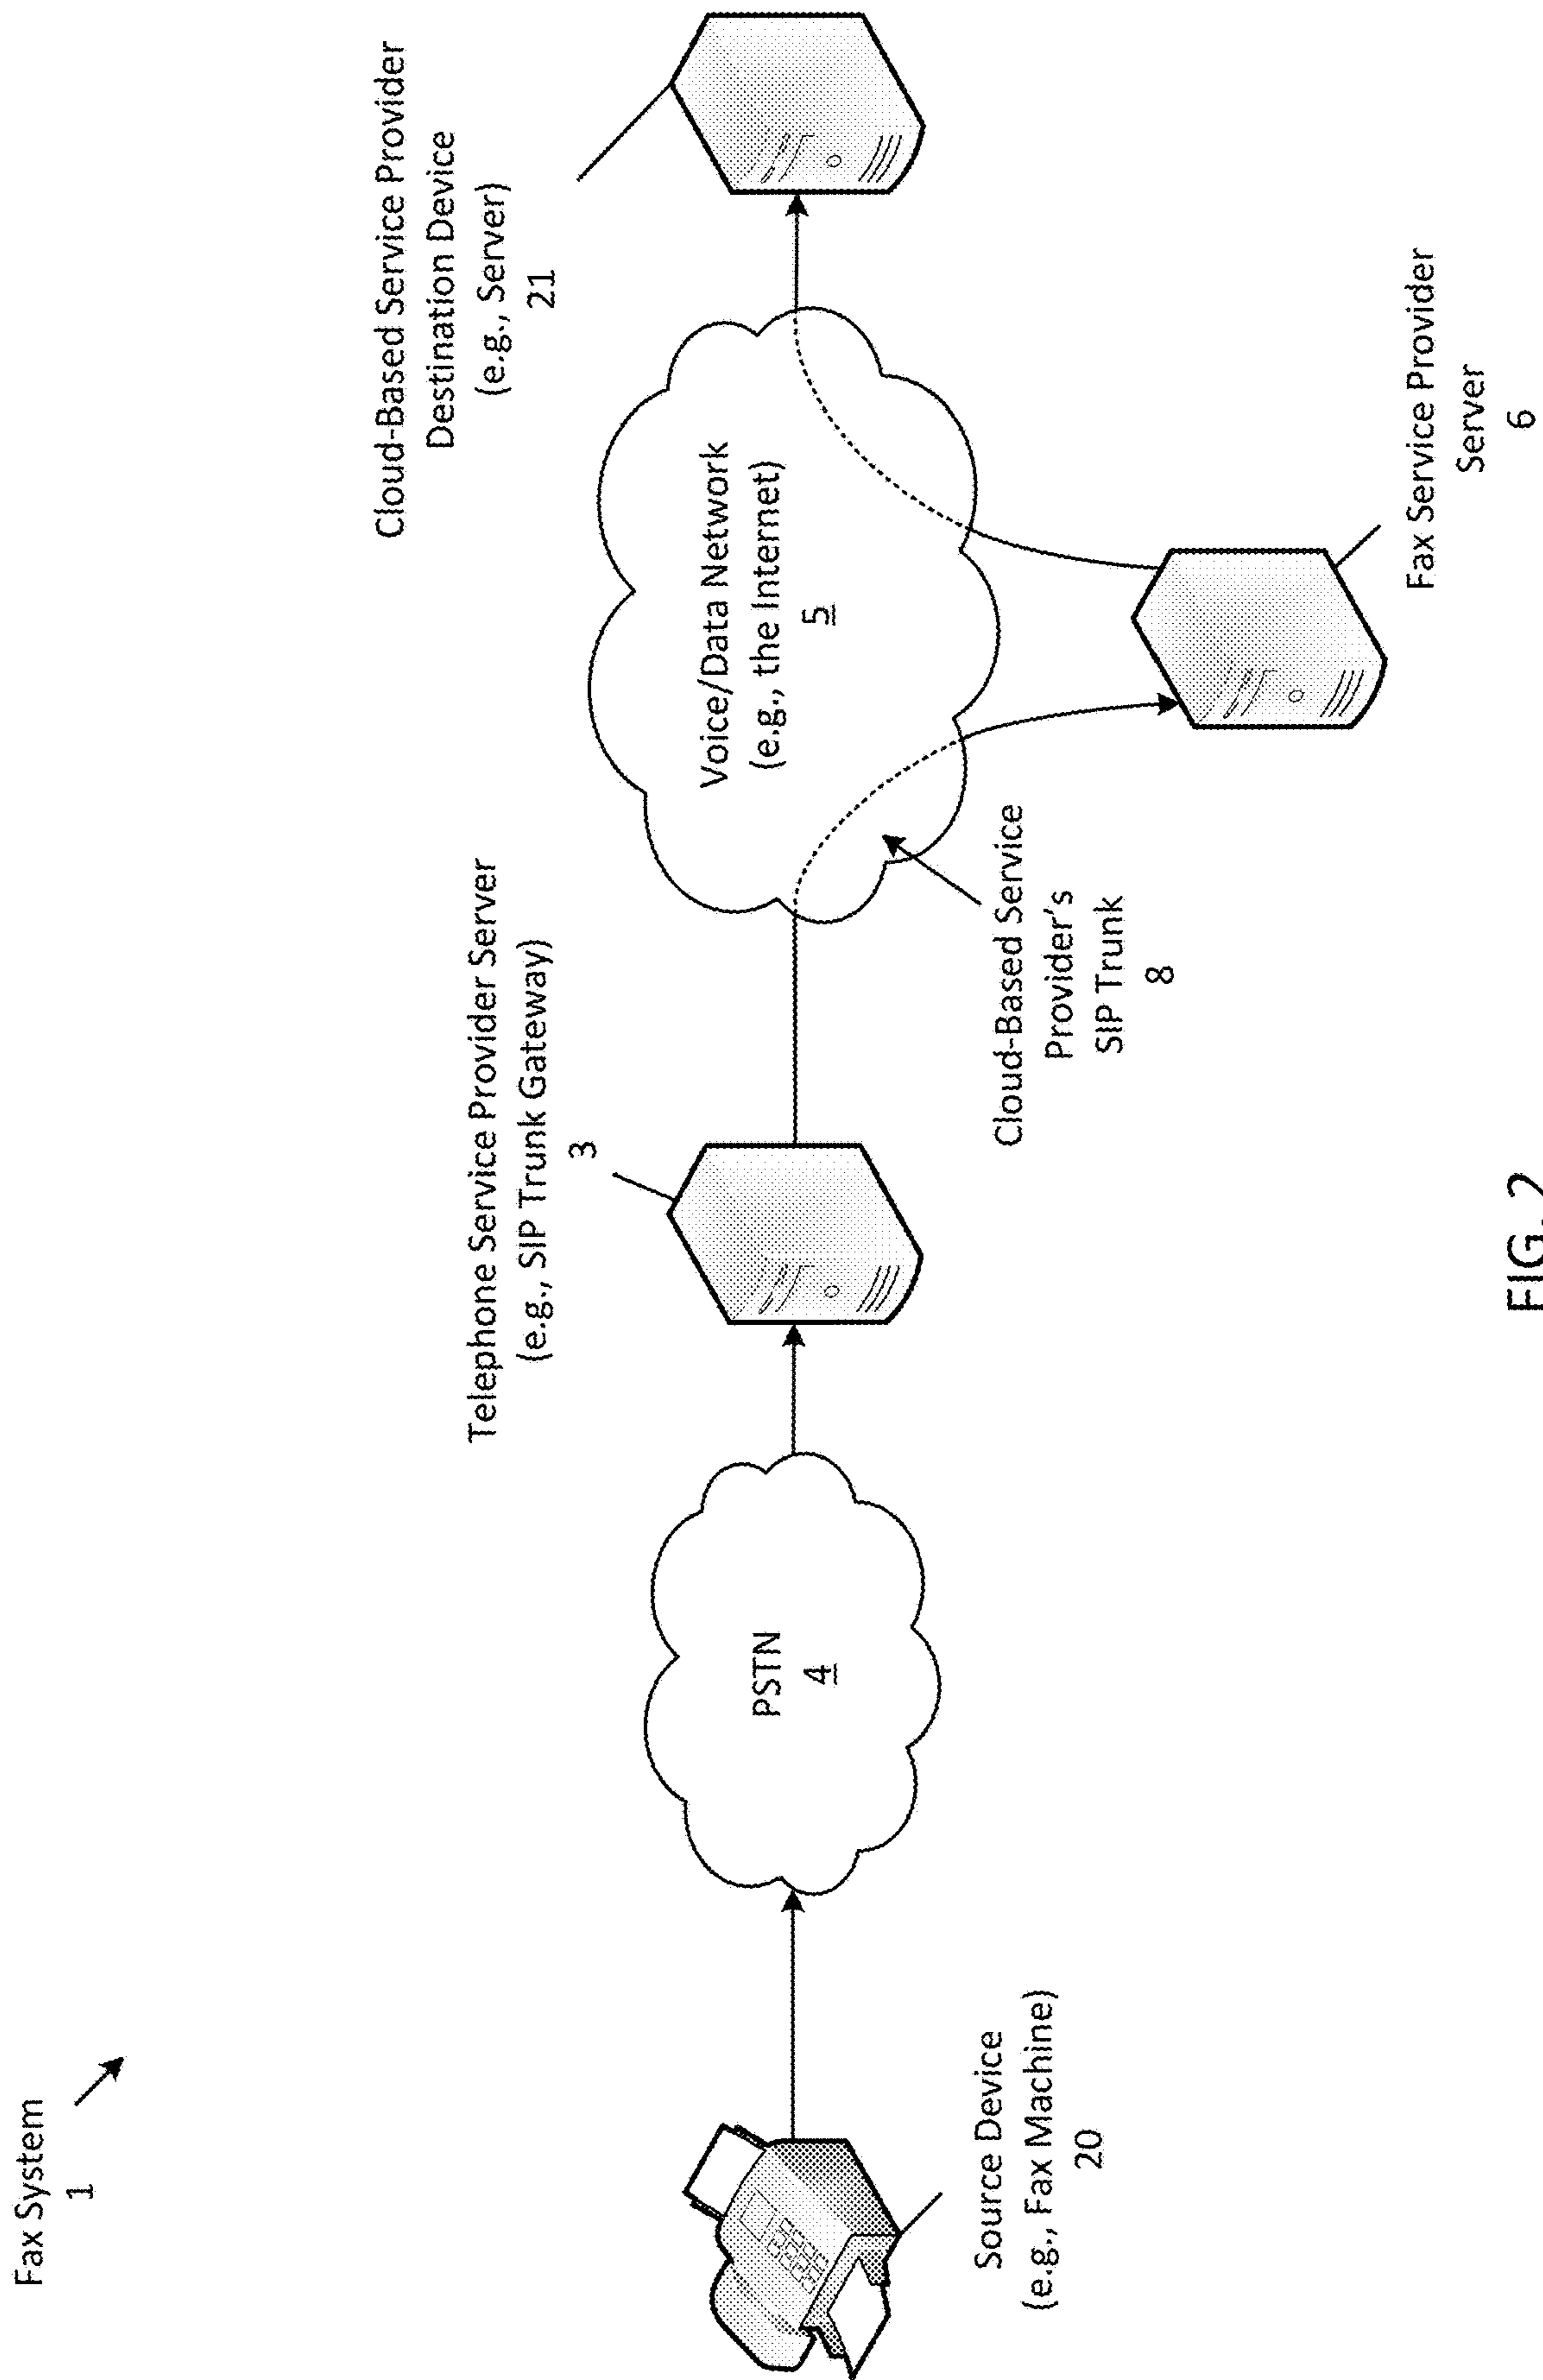 Fax System
1
Cloud-Based Service Provider
Destination Device
(e.g., Server)
21
Telephone Service Provider Server
(e.g., SIP Trunk Gateway)
3
Voice/Data Network
(e.g., the Internet)
5
PSTN
4
Source Device
(e.g., Fax Machine)
20
Cloud-Based Service
Provider's
SIP Trunk
8
Fax Service Provider
Server
6
FIG. 2